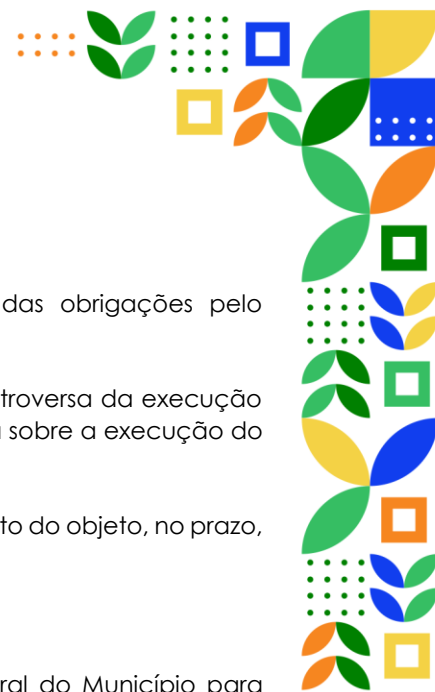 das obrigações pelo
troversa da execução
sobre a execução do
to do objeto, no prazo,
ral do Município para